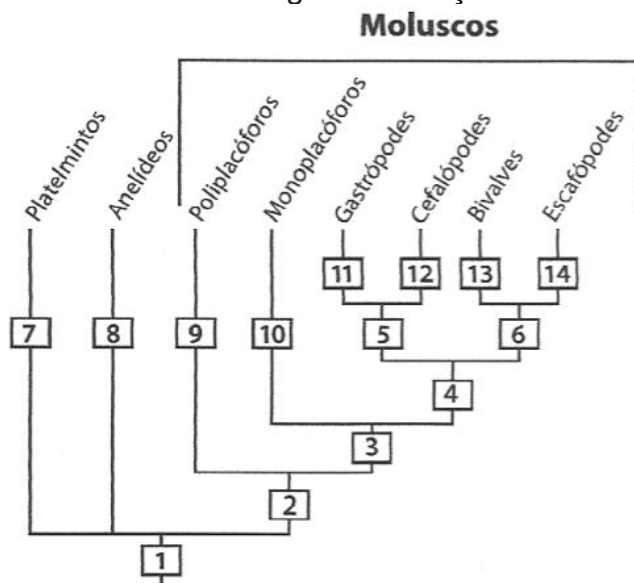 Moluscos
Platelmintos
Anelídeos
Poliplacóforos
Monoplacóforos
Gastrópodes
Cefalópodes
Bivalves
Escafópodes
11 12 13 14
7 8 9 10 5 6
4
3
2
1